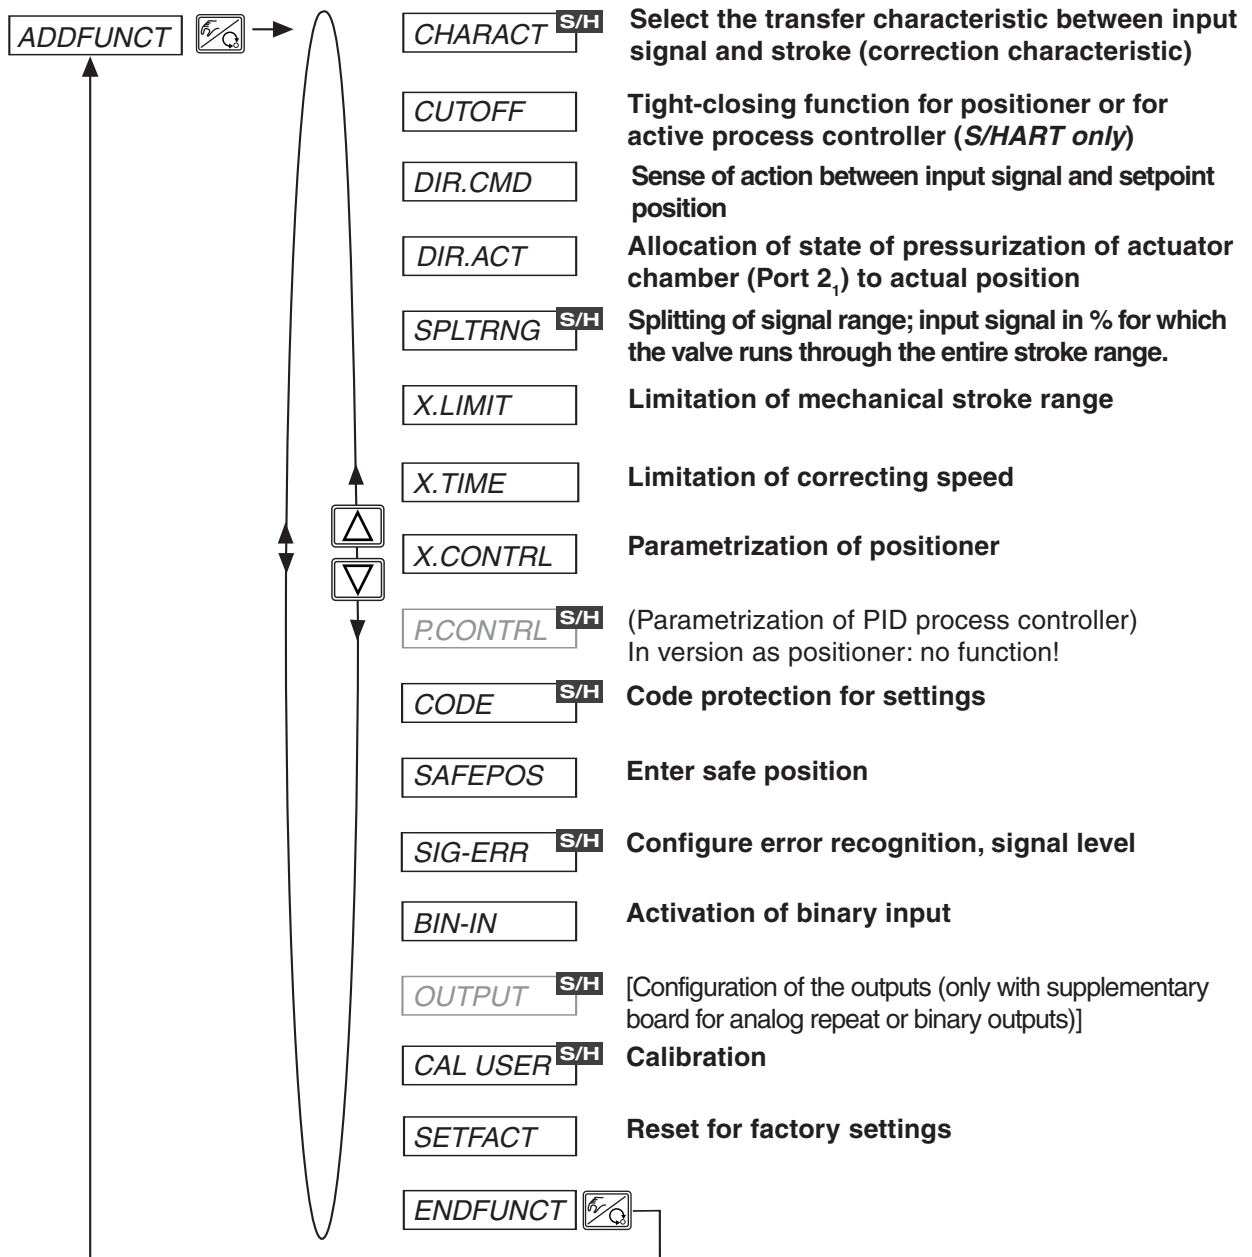 ADDFUNCT
CHARACT S/H Select the transfer characteristic between input
signal and stroke (correction characteristic)
CUTOFF Tight-closing function for positioner or for
active process controller (S/HART only)
DIR.CMD Sense of action between input signal and setpoint
position
DIR.ACT Allocation of state of pressurization of actuator
chamber (Port 2₁) to actual position
SPLTRNG S/H Splitting of signal range; input signal in % for which
the valve runs through the entire stroke range.
X.LIMIT Limitation of mechanical stroke range
X.TIME Limitation of correcting speed
X.CONTRL Parametrization of positioner
P.CONTRL S/H (Parametrization of PID process controller)
In version as positioner: no function!
CODE S/H Code protection for settings
SAFEPOS Enter safe position
SIG-ERR S/H Configure error recognition, signal level
BIN-IN Activation of binary input
OUTPUT S/H [Configuration of the outputs (only with supplementary
board for analog repeat or binary outputs)]
CAL USER S/H Calibration
SETFACT Reset for factory settings
ENDFUNCT